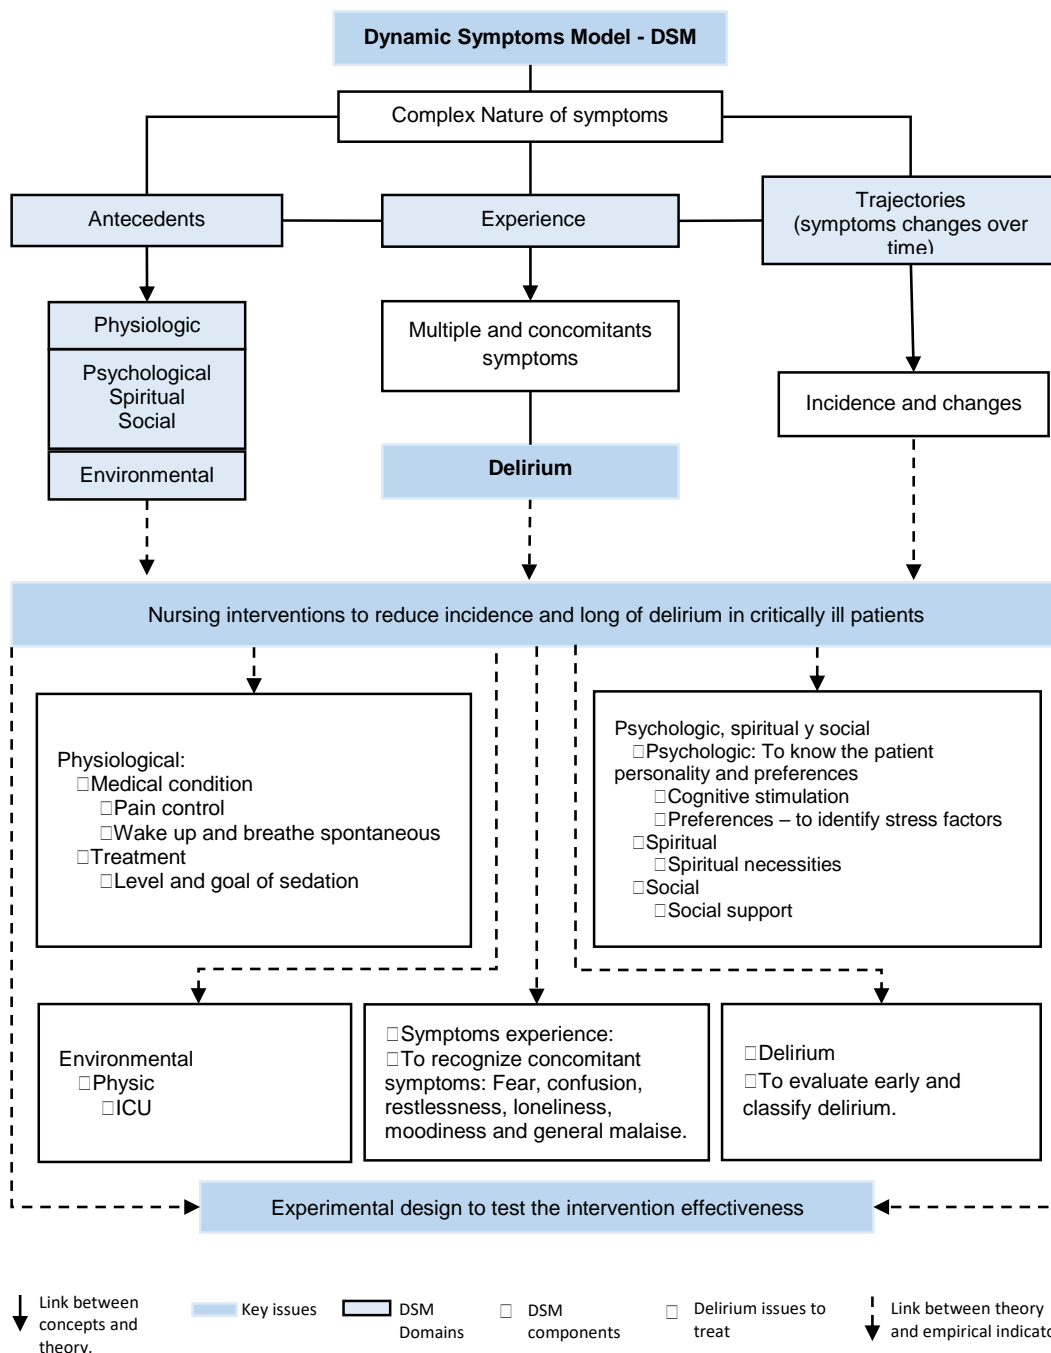 Dynamic Symptoms Model - DSM
Complex Nature of symptoms
Antecedents
Experience
Trajectories
(symptoms changes over
time)
Physiologic
Psychological
Spiritual
Social
Environmental
Multiple and concomitants
symptoms
Incidence and changes
Delirium
Nursing interventions to reduce incidence and long of delirium in critically ill patients
Physiological:
□Medical condition
□Pain control
□Wake up and breathe spontaneous
□Treatment
□Level and goal of sedation
Psychologic, spiritual y social
□Psychologic: To know the patient
personality and preferences
□Cognitive stimulation
□Preferences – to identify stress factors
□Spiritual
□Spiritual necessities
□Social
□Social support
Environmental
□Physic
□ICU
□Symptoms experience:
□To recognize concomitant
symptoms: Fear, confusion,
restlessness, loneliness,
moodiness and general malaise.
□Delirium
□To evaluate early and
classify delirium.
Experimental design to test the intervention effectiveness
Link between
concepts and
theory.
Key issues
DSM
Domains
□ DSM
components
□ Delirium issues to
treat
Link between theory
and empirical indicato